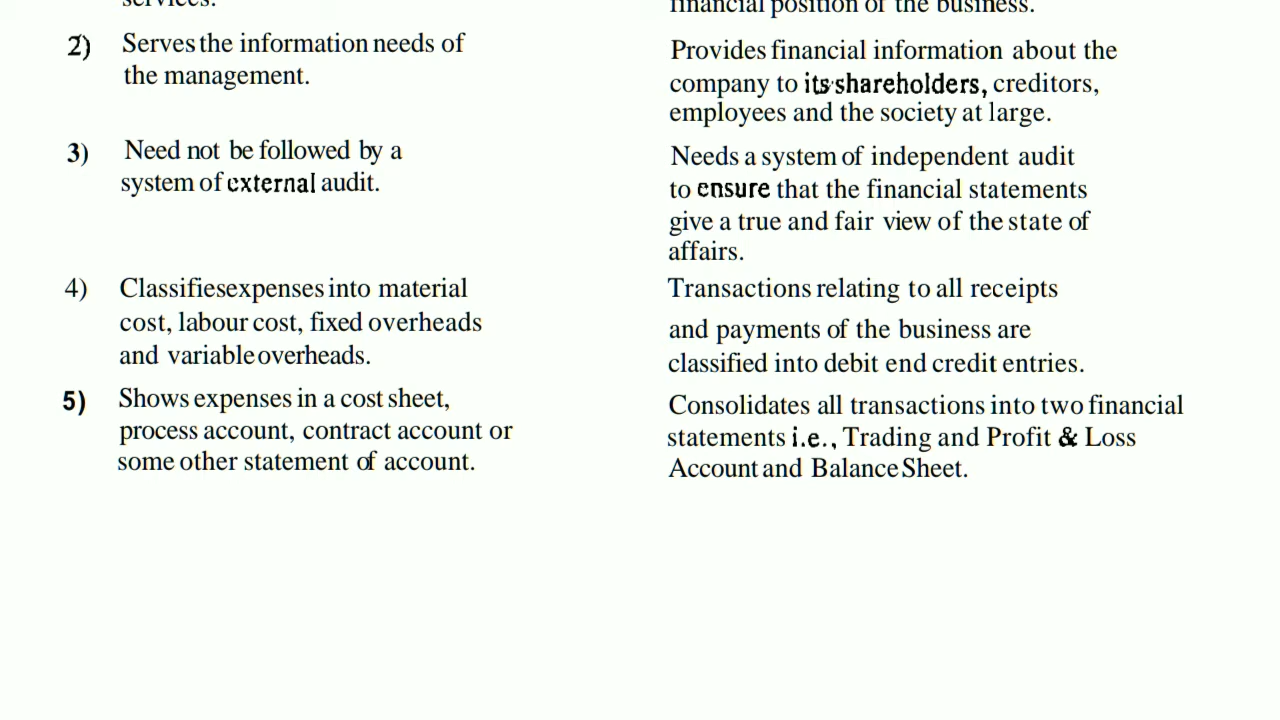 services.
financial position of the business.
2) Serves the information needs of
the management.
Provides financial information about the
company to its shareholders, creditors,
employees and the society at large.
3) Need not be followed by a
system of external audit.
Needs a system of independent audit
to ensure that the financial statements
give a true and fair view of the state of
affairs.
4) Classifies expenses into material
cost, labour cost, fixed overheads
and variable overheads.
Transactions relating to all receipts
and payments of the business are
classified into debit end credit entries.
5) Shows expenses in a cost sheet,
process account, contract account or
some other statement of account.
Consolidates all transactions into two financial
statements i.e., Trading and Profit & Loss
Account and Balance Sheet.